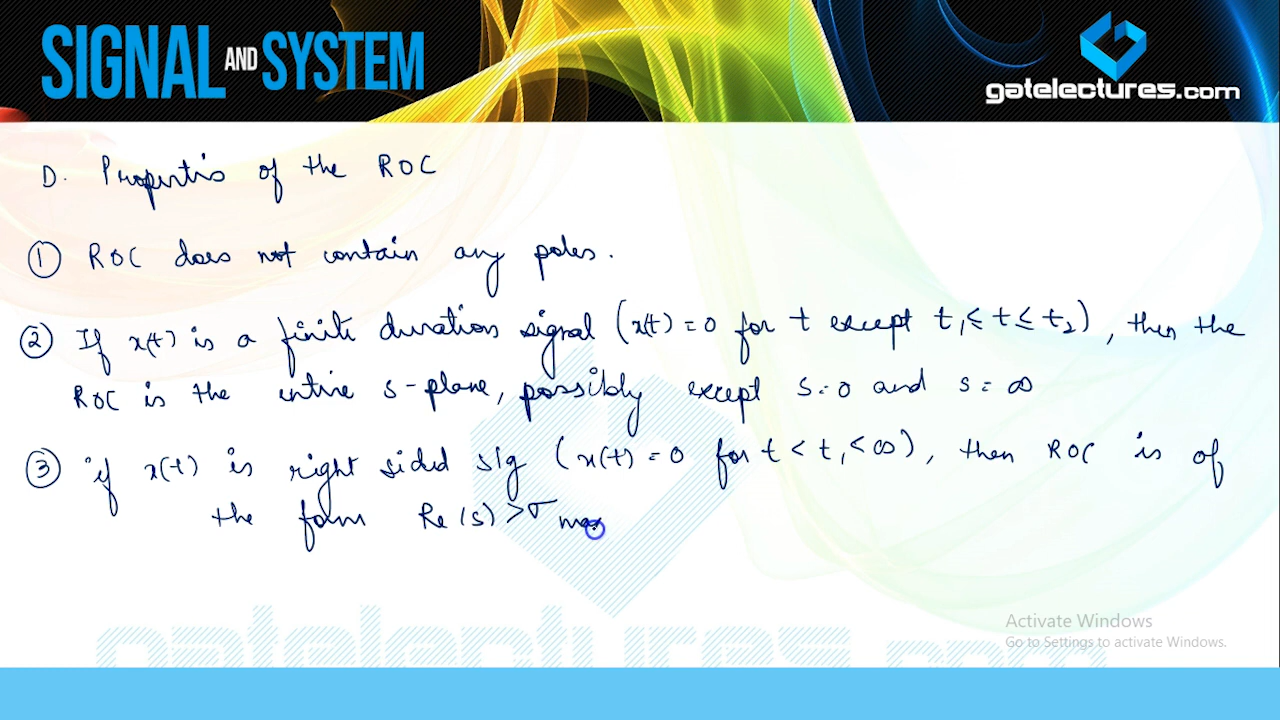 SIGNAL AND SYSTEM
gatelectures.com
D. Propertis of the ROC
① ROC does not contain any poles.
② If x(t) is a finite duration signal (x(t) = 0 for t except t₁ ≤ t ≤ t₂), then the
ROC is the entire s-plane, possibly except s=0 and s=∞
③ if x(t) is right sided sig (x(t) = 0 for t < t₁ < ∞), then ROC is of
the form Re(s) > σ max
Activate Windows
Go to Settings to activate Windows.
gatelectures.com